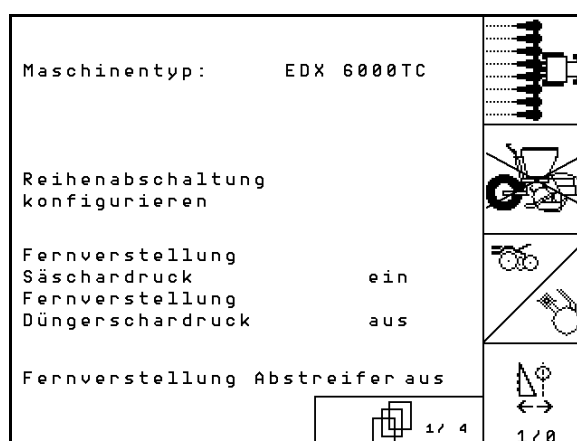 Maschinentyp: EDX 6000TC
Reihenabschaltung
konfigurieren
Fernverstellung
Säschardruck ein
Fernverstellung
Düngerschardruck aus
Fernverstellung Abstreifer aus
1/ 4
1/0